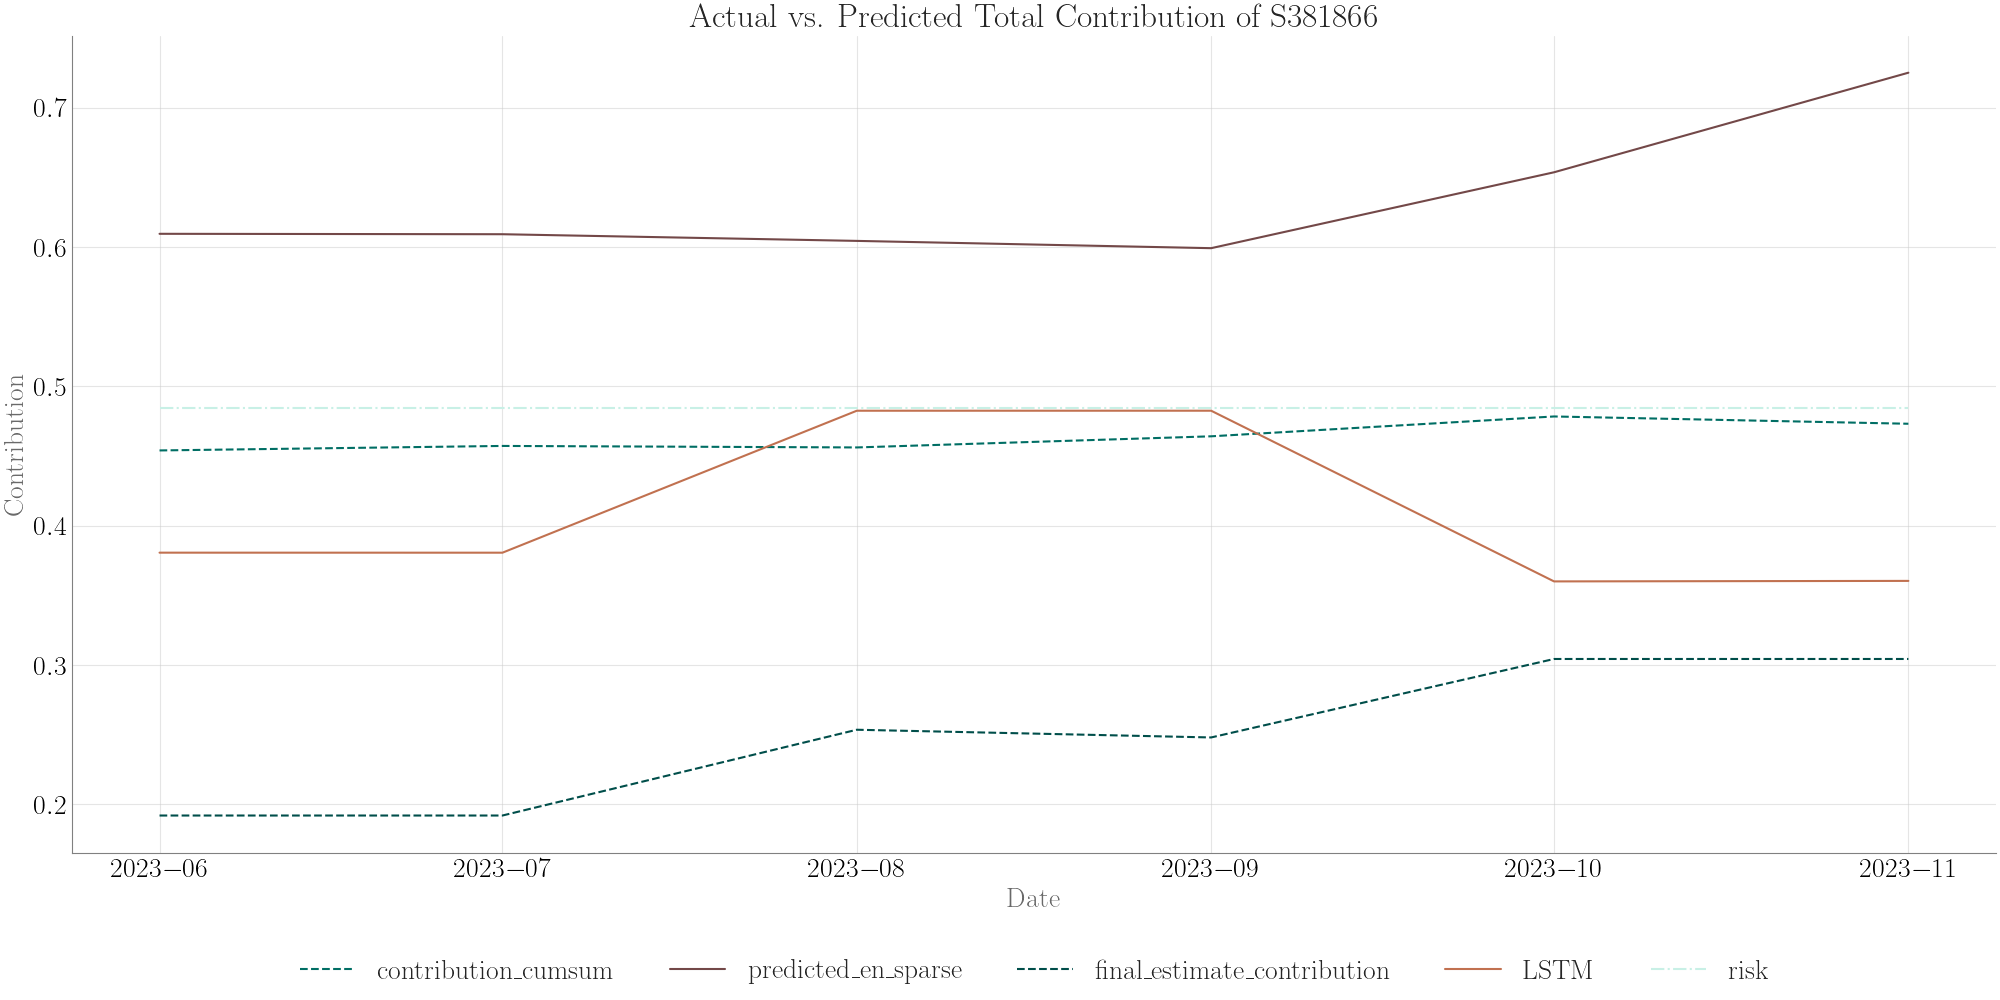 Actual vs. Predicted Total Contribution of S381866
Contribution
0.7
0.6
0.5
0.4
0.3
0.2
2023−06 2023−07 2023−08 2023−09 2023−10 2023−11
Date
contribution_cumsum predicted_en_sparse final_estimate_contribution LSTM risk